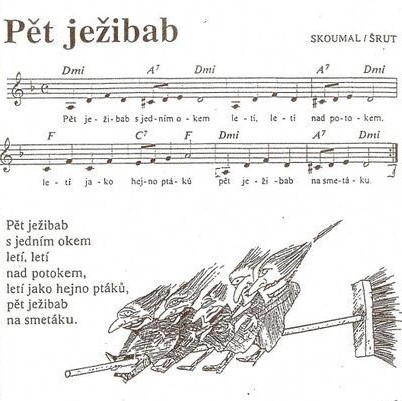 Pět ježibab
SKOUMAL / ŠRUT
Dmi A7 Dmi A7 Dmi
Pět je - ži - bab s jed - ním o - kem le - tí, le - tí nad po - to - kem.
F C7 F Dmi A7 Dmi
le - tí ja - ko hej - no ptá - ků pět je - ži - bab na sme - tá - ku.
Pět ježibab
s jedním okem
letí, letí
nad potokem,
letí jako hejno ptáků,
pět ježibab
na smetáku.